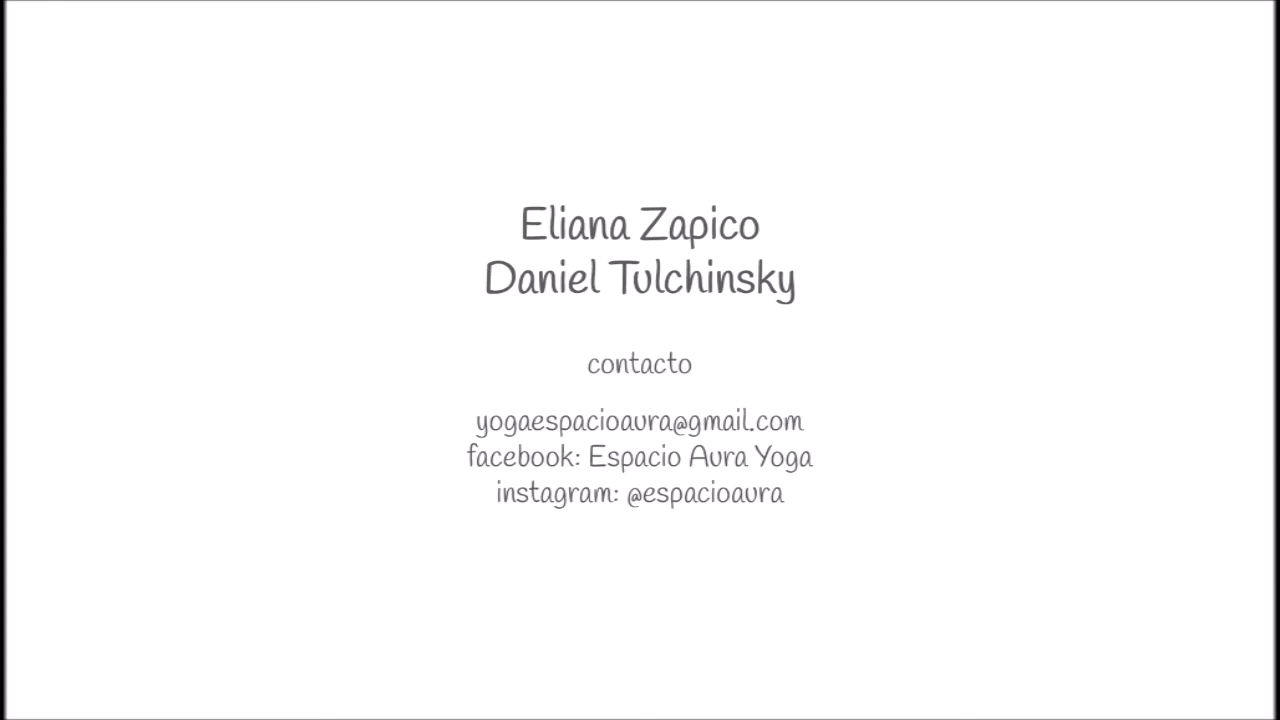 Eliana Zapico
Daniel Tulchinsky
contacto
yogaespacioaura@gmail.com
facebook: Espacio Aura Yoga
instagram: @espacioaura